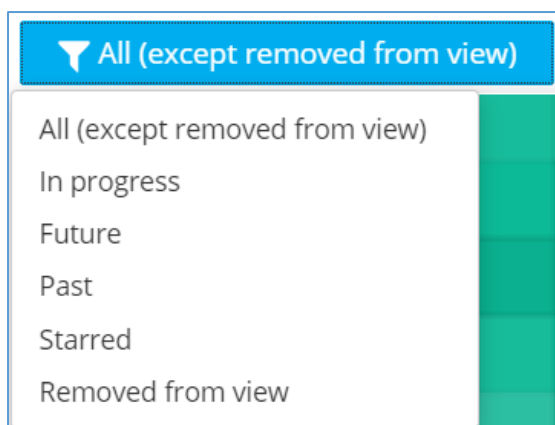 All (except removed from view)
All (except removed from view)
In progress
Future
Past
Starred
Removed from view